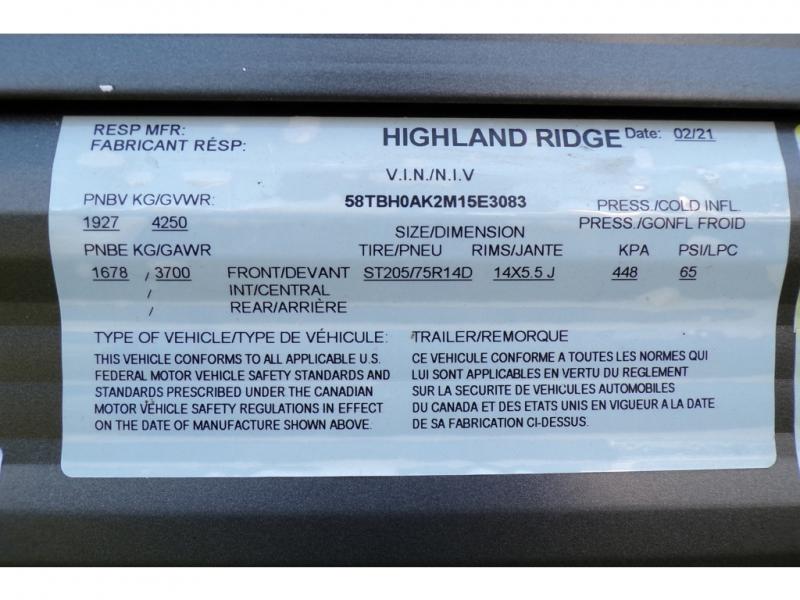 RESP MFR:
FABRICANT RÉSP:
HIGHLAND RIDGE Date: 02/21
V.I.N./N.I.V
PNBV KG/GVWR: 58TBH0AK2M15E3083 PRESS./COLD INFL.
1927 4250 SIZE/DIMENSION PRESS./GONFL FROID
PNBE KG/GAWR TIRE/PNEU RIMS/JANTE KPA PSI/LPC
1678 / 3700 FRONT/DEVANT ST205/75R14D 14X5.5 J 448 65
/ INT/CENTRAL
/ REAR/ARRIÈRE
TYPE OF VEHICLE/TYPE DE VÉHICULE: TRAILER/REMORQUE
THIS VEHICLE CONFORMS TO ALL APPLICABLE U.S.
FEDERAL MOTOR VEHICLE SAFETY STANDARDS AND
STANDARDS PRESCRIBED UNDER THE CANADIAN
MOTOR VEHICLE SAFETY REGULATIONS IN EFFECT
ON THE DATE OF MANUFACTURE SHOWN ABOVE.
CE VEHICULE CONFORME A TOUTES LES NORMES QUI
LUI SONT APPLICABLES EN VERTU DU REGLEMENT
SUR LA SECURITE DE VEHICULES AUTOMOBILES
DU CANADA ET DES ETATS UNIS EN VIGUEUR A LA DATE
DE SA FABRICATION CI-DESSUS.